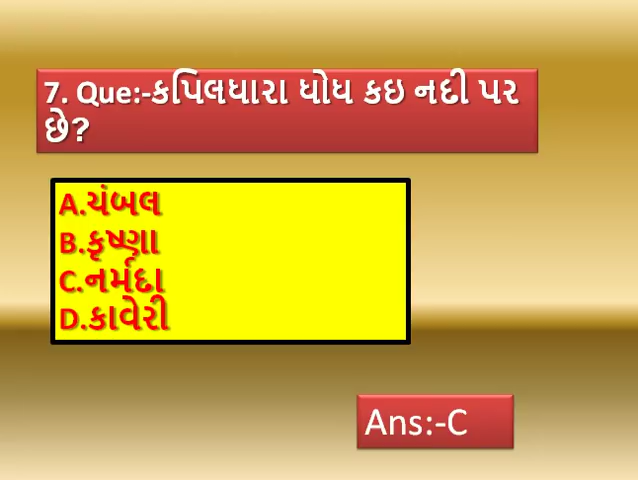 7. Que:-કપિલધારા ધોધ કઇ નદી પર
છે?
A.ચંબલ
B.કૃષ્ણા
C.નર્મદા
D.કાવેરી
Ans:-C